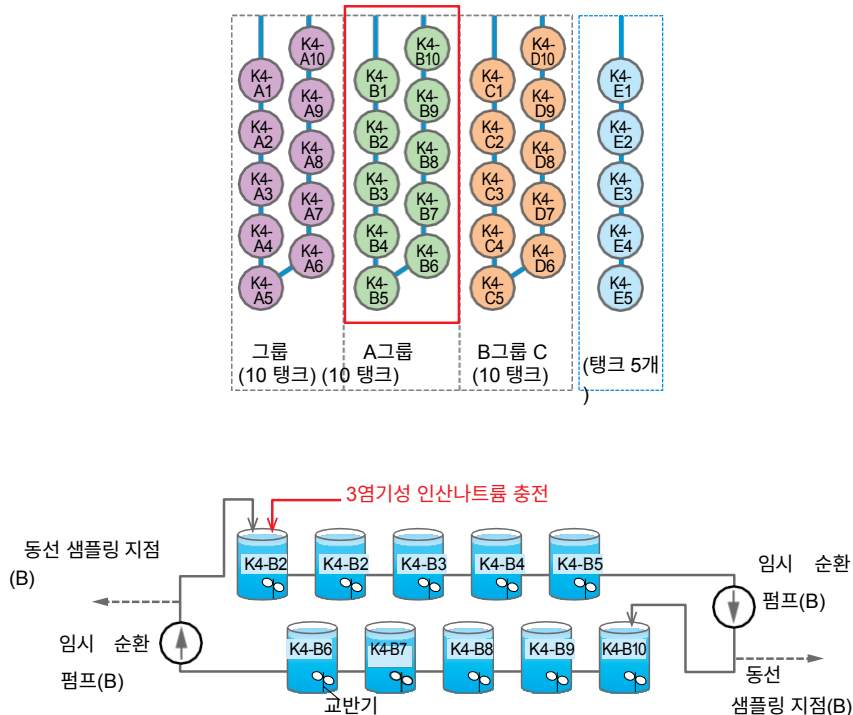 K4-
A10
K4-
A1
K4-
A9
K4-
A2
K4-
A8
K4-
A3
K4-
A7
K4-
A4
K4-
A6
K4-
A5
K4-
B10
K4-
B1
K4-
B9
K4-
B2
K4-
B8
K4-
B3
K4-
B7
K4-
B4
K4-
B6
K4-
B5
K4-
D10
K4-
C1
K4-
D9
K4-
C2
K4-
D8
K4-
C3
K4-
D7
K4-
C4
K4-
D6
K4-
C5
K4-
E1
K4-
E2
K4-
E3
K4-
E4
K4-
E5
그룹 A그룹 B그룹 C
(10 탱크) (10 탱크) (10 탱크)
(탱크 5개
)
3염기성 인산나트륨 충전
동선 샘플링 지점
(B)
K4-B2 K4-B2 K4-B3 K4-B4 K4-B5
임시 순환
펌프(B)
임시 순환
펌프(B)
K4-B6 K4-B7 K4-B8 K4-B9 K4-B10
교반기
동선
샘플링 지점(B)